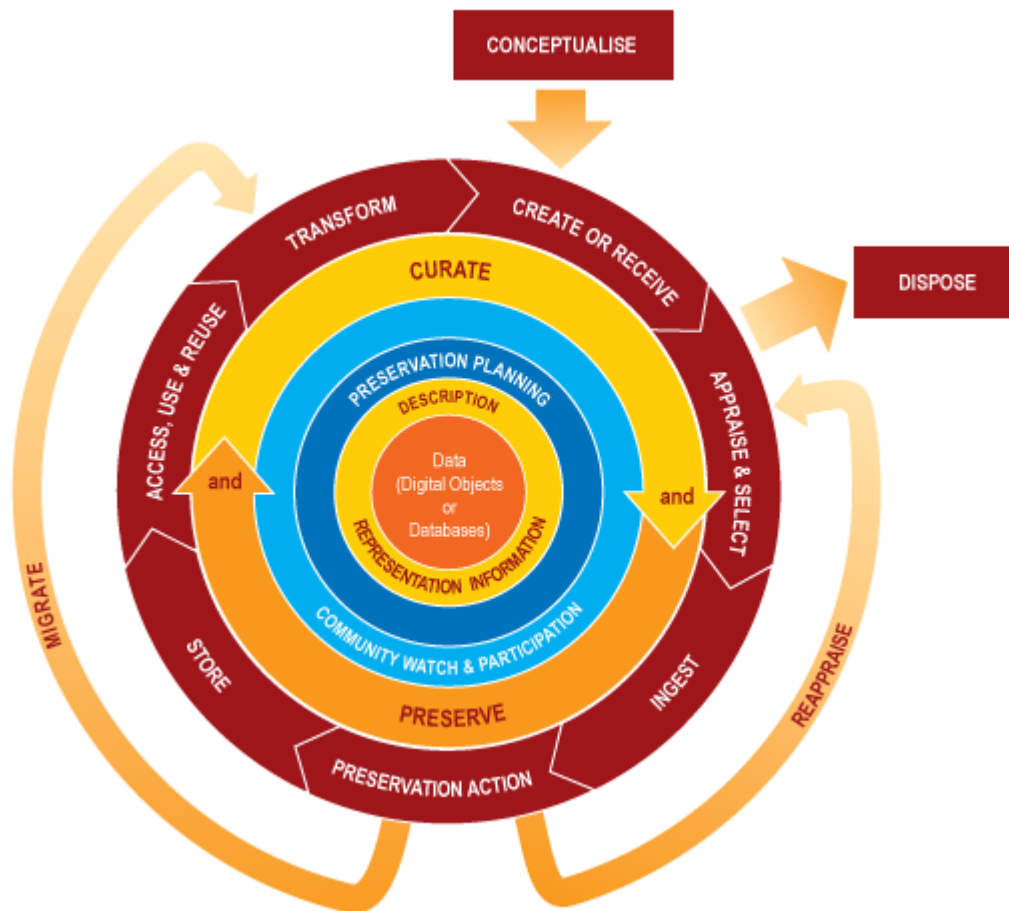 CONCEPTUALISE
DISPOSE
TRANSFORM
CREATE OR RECEIVE
APPRAISE & SELECT
INGEST
PRESERVATION ACTION
STORE
ACCESS, USE & REUSE
MIGRATE
REAPPRAISE
CURATE
and
PRESERVE
and
COMMUNITY WATCH & PARTICIPATION
PRESERVATION PLANNING
DESCRIPTION
REPRESENTATION INFORMATION
Data
(Digital Objects
or
Databases)